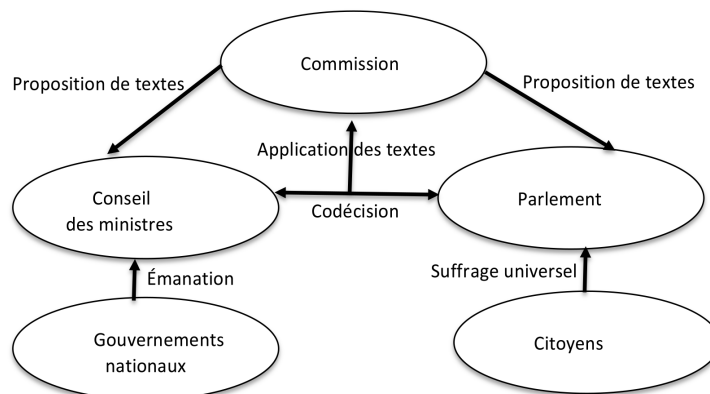 Commission
Proposition de textes
Proposition de textes
Application des textes
Conseil
des ministres
Codécision
Parlement
Émanation
Suffrage universel
Gouvernements
nationaux
Citoyens